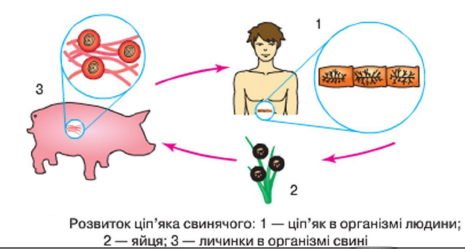 1
3
2
Розвиток ціп'яка свинячого: 1 — ціп'як в організмі людини;
2 — яйця; 3 — личинки в організмі свині